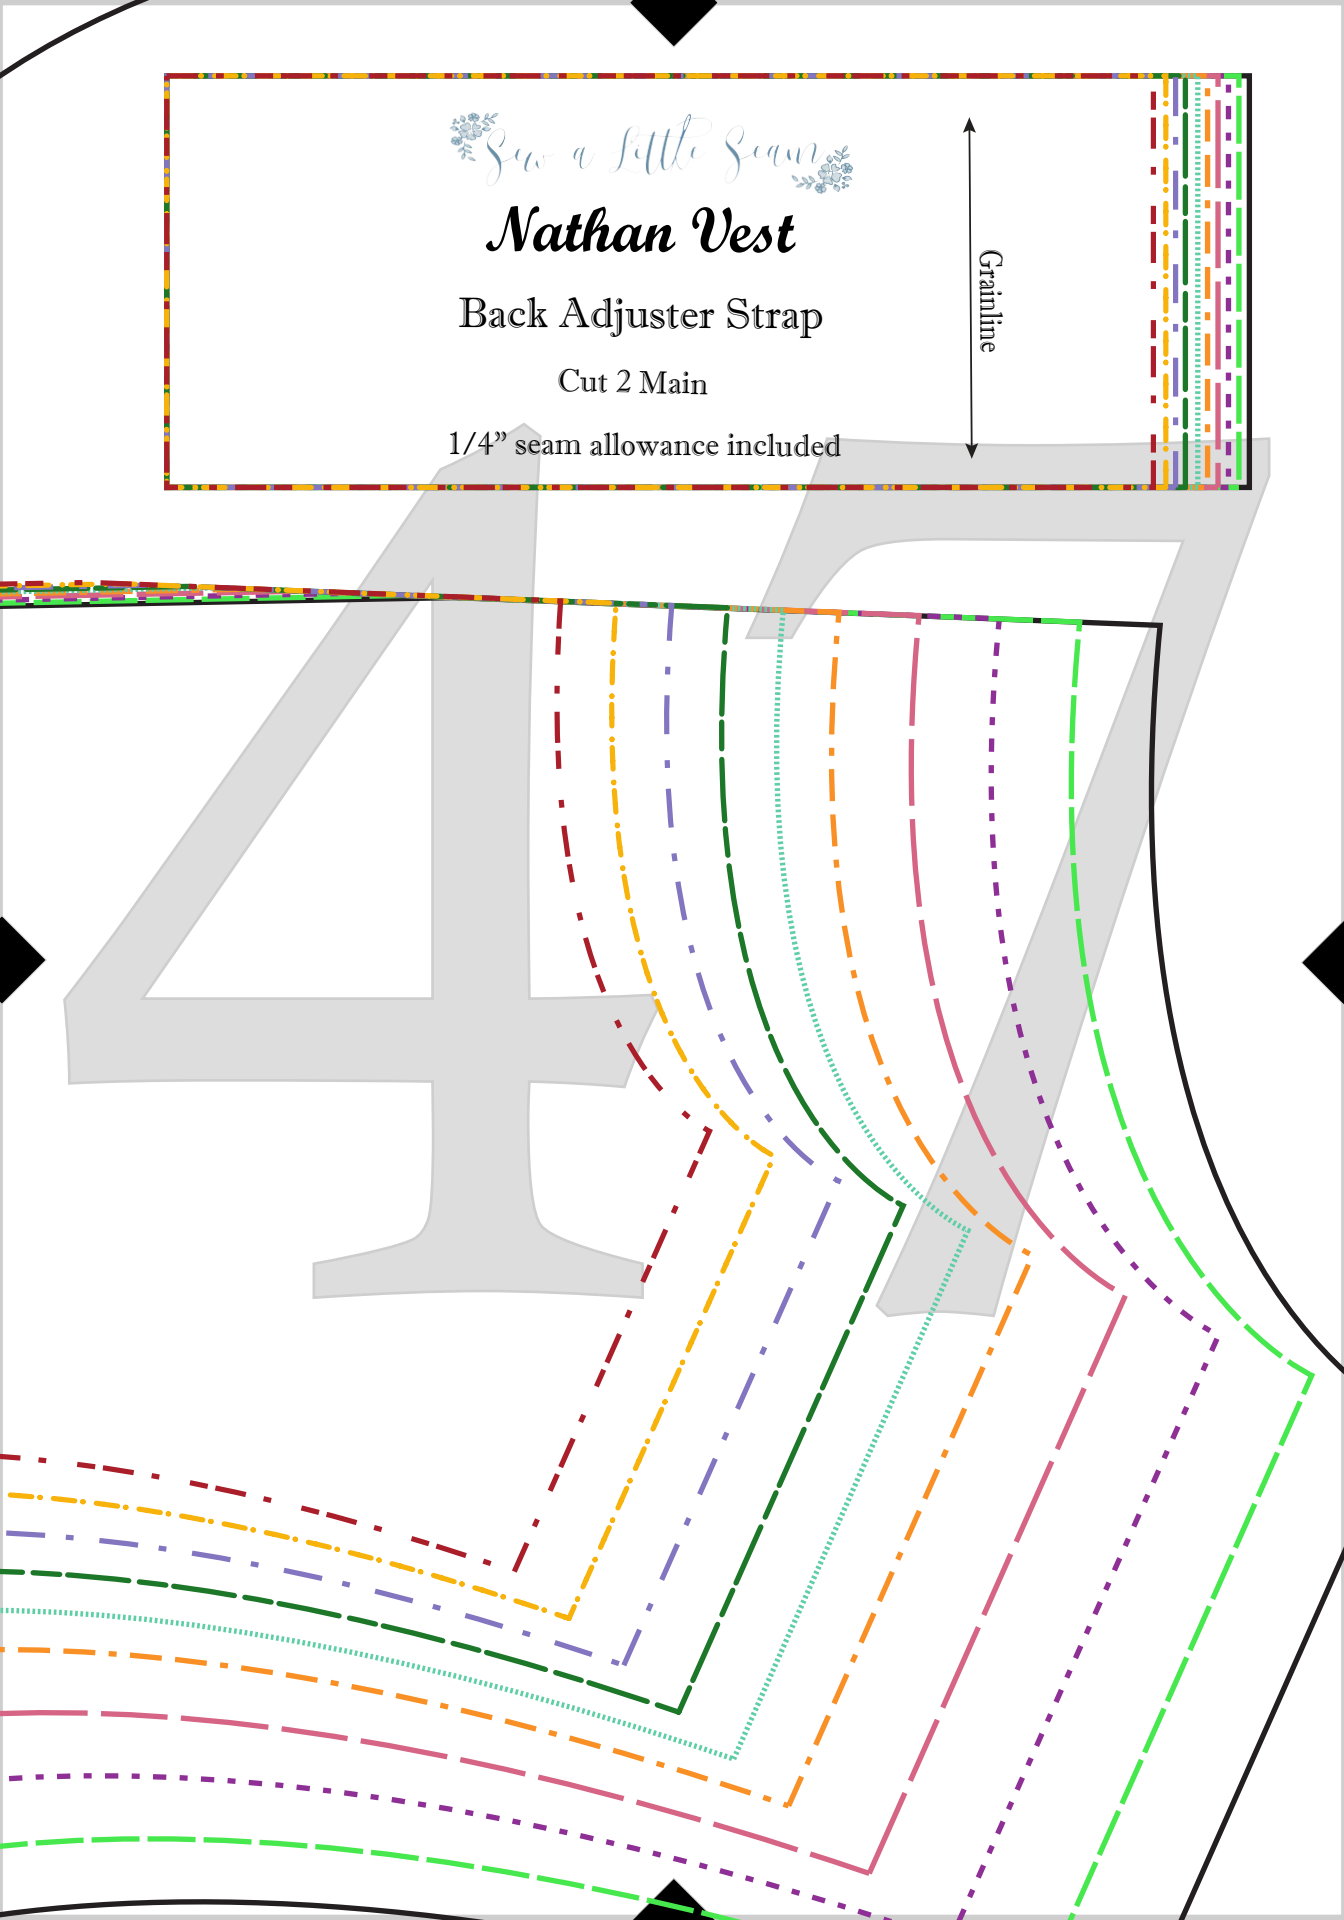 Sew a Little Seam
Nathan Vest
Back Adjuster Strap
Cut 2 Main
1/4” seam allowance included
Grainline
47